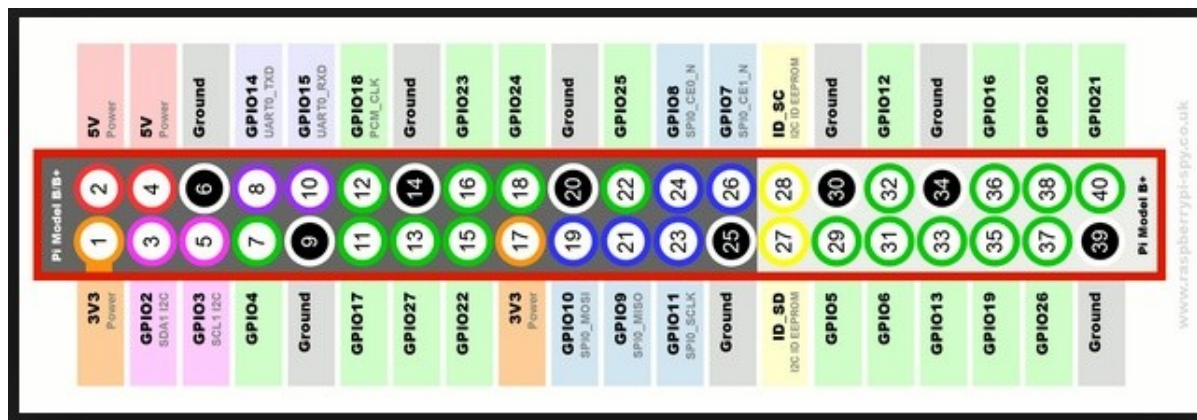 5V
Power
5V
Power
Ground
GPIO14
UART0_TXD
GPIO15
UART0_RXD
GPIO18
PCM_CLK
Ground
GPIO23
GPIO24
Ground
GPIO25
GPIO8
SPI0_CE0_N
GPIO7
SPI0_CE1_N
ID_SC
I2C ID EEPROM
Ground
GPIO12
Ground
GPIO16
GPIO20
GPIO21
Pi Model B/B+
2 4 6 8 10 12 14 16 18 20 22 24 26 28 30 32 34 36 38 40
1 3 5 7 9 11 13 15 17 19 21 23 25 27 29 31 33 35 37 39
Pi Model B+
3V3
Power
GPIO2
SDA1 I2C
GPIO3
SCL1 I2C
GPIO4
Ground
GPIO17
GPIO27
GPIO22
3V3
Power
GPIO10
SPI0_MOSI
GPIO9
SPI0_MISO
GPIO11
SPI0_SCLK
Ground
ID_SD
I2C ID EEPROM
GPIO5
GPIO6
GPIO13
GPIO19
GPIO26
Ground
www.raspberrypi-spy.co.uk